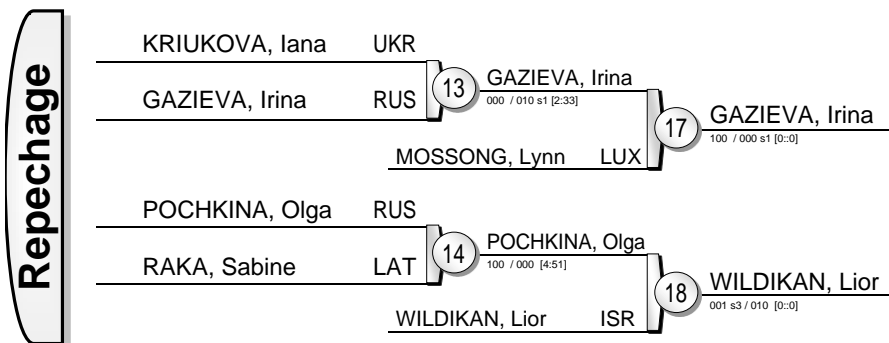 Repechage
KRIUKOVA, Iana UKR
GAZIEVA, Irina RUS
13
GAZIEVA, Irina
000 / 010 s1 [2:33]
MOSSONG, Lynn LUX
17
GAZIEVA, Irina
100 / 000 s1 [0::0]
POCHKINA, Olga RUS
RAKA, Sabine LAT
14
POCHKINA, Olga
100 / 000 [4:51]
WILDIKAN, Lior ISR
18
WILDIKAN, Lior
001 s3 / 010 [0::0]